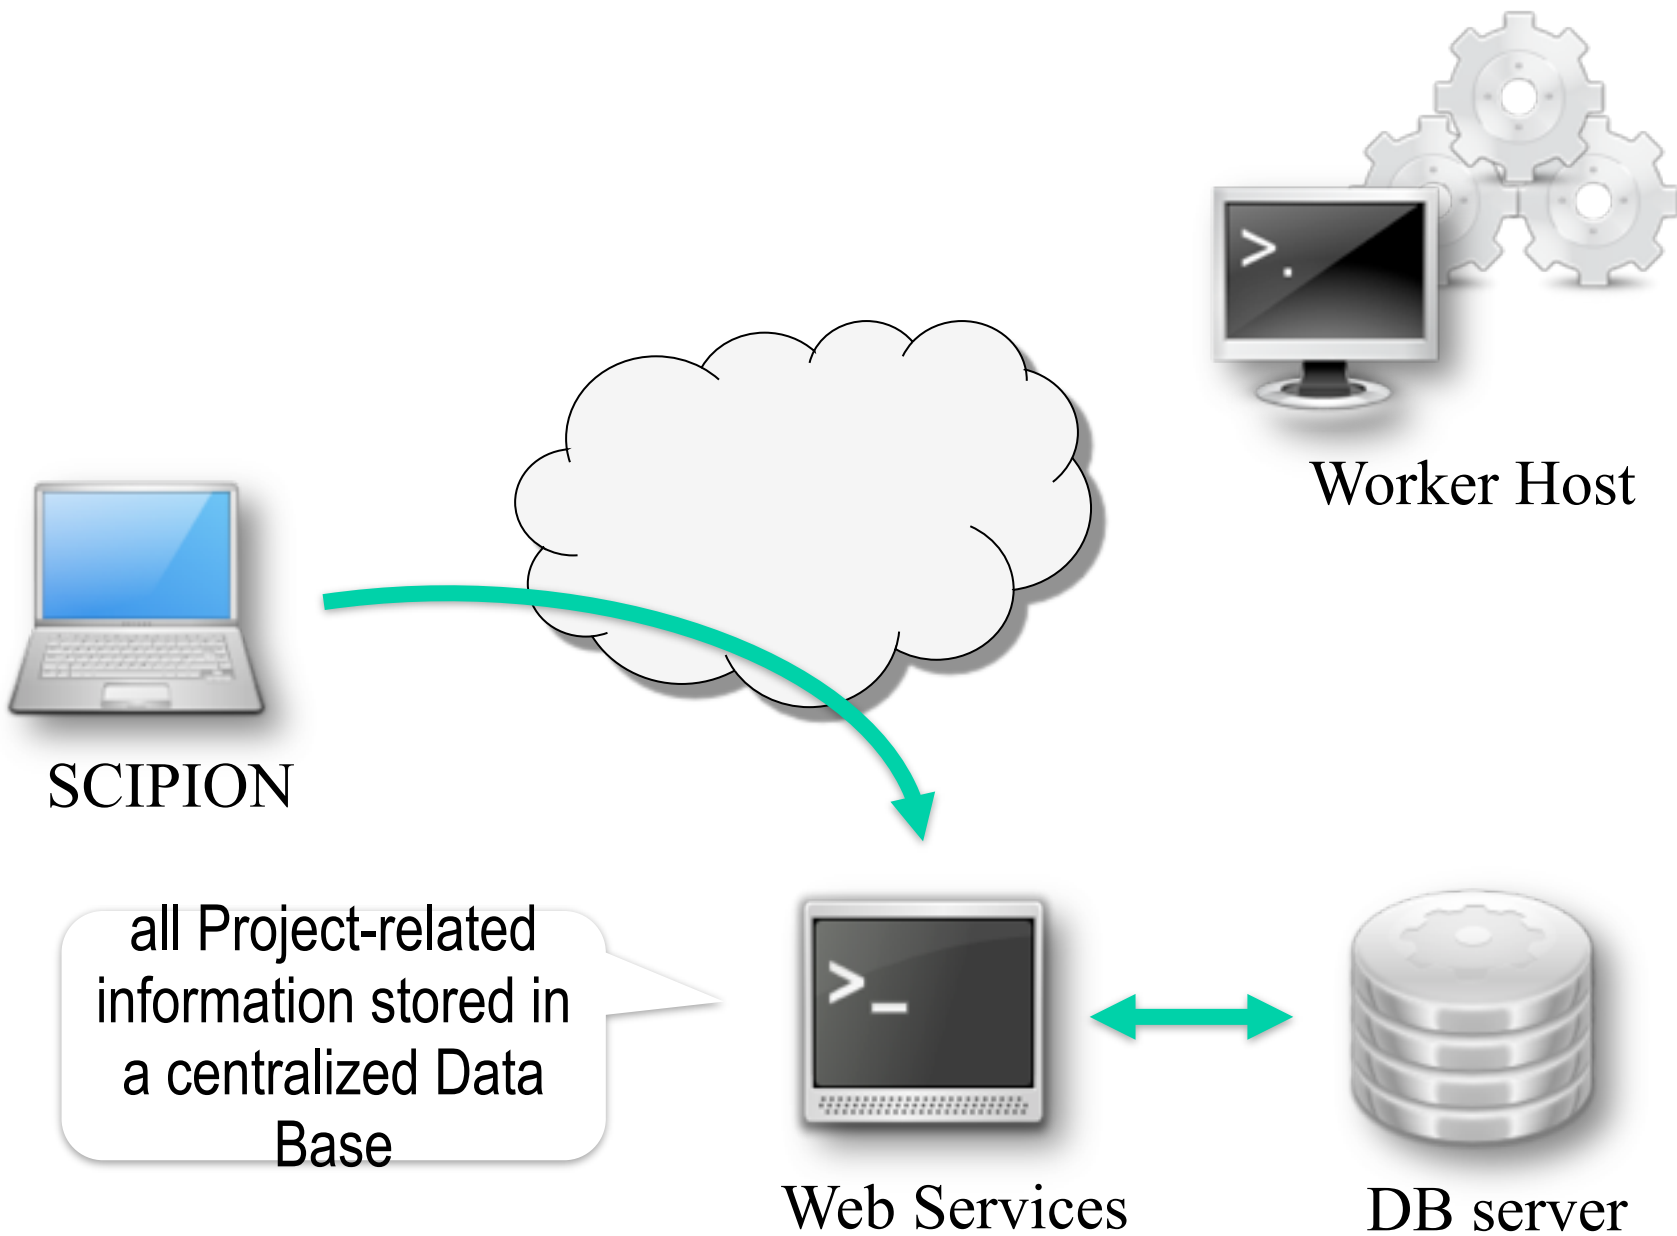 >.
Worker Host
SCIPION
all Project-related
information stored in
a centralized Data
Base
>_
Web Services
DB server